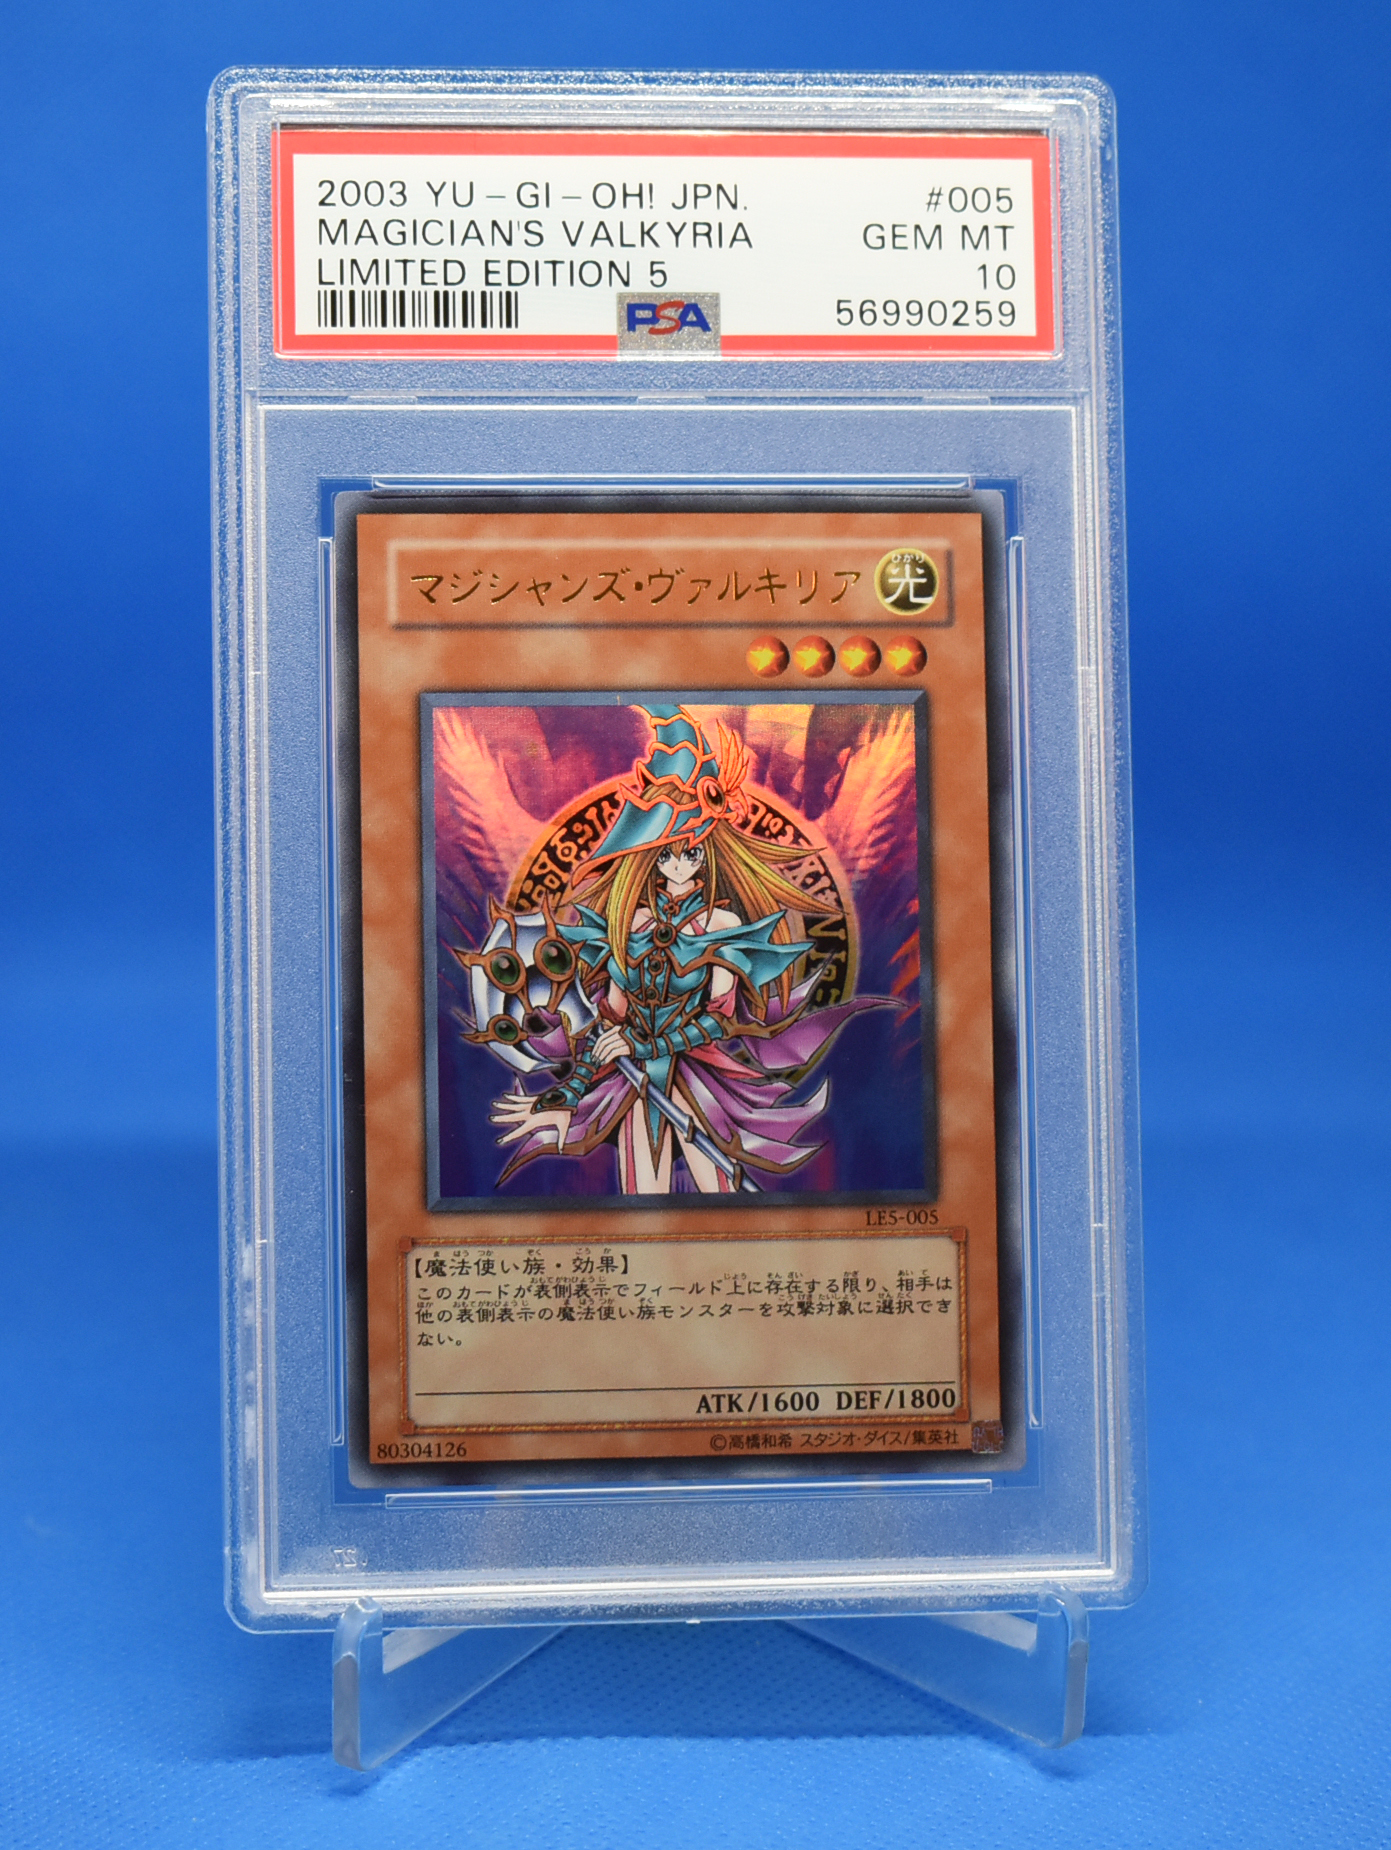 2003 YU-GI-OH! JPN. #005
MAGICIAN'S VALKYRIA GEM MT
LIMITED EDITION 5 10
PSA 56990259
マジシャンズ・ヴァルキリア
ひかり
光
LE5-005
【魔法使い族・効果】
このカードが表側表示でフィールド上に存在する限り、相手は
他の表側表示の魔法使い族モンスターを攻撃対象に選択でき
ない。
ATK/1600 DEF/1800
80304126 ©高橋和希 スタジオ・ダイス/集英社